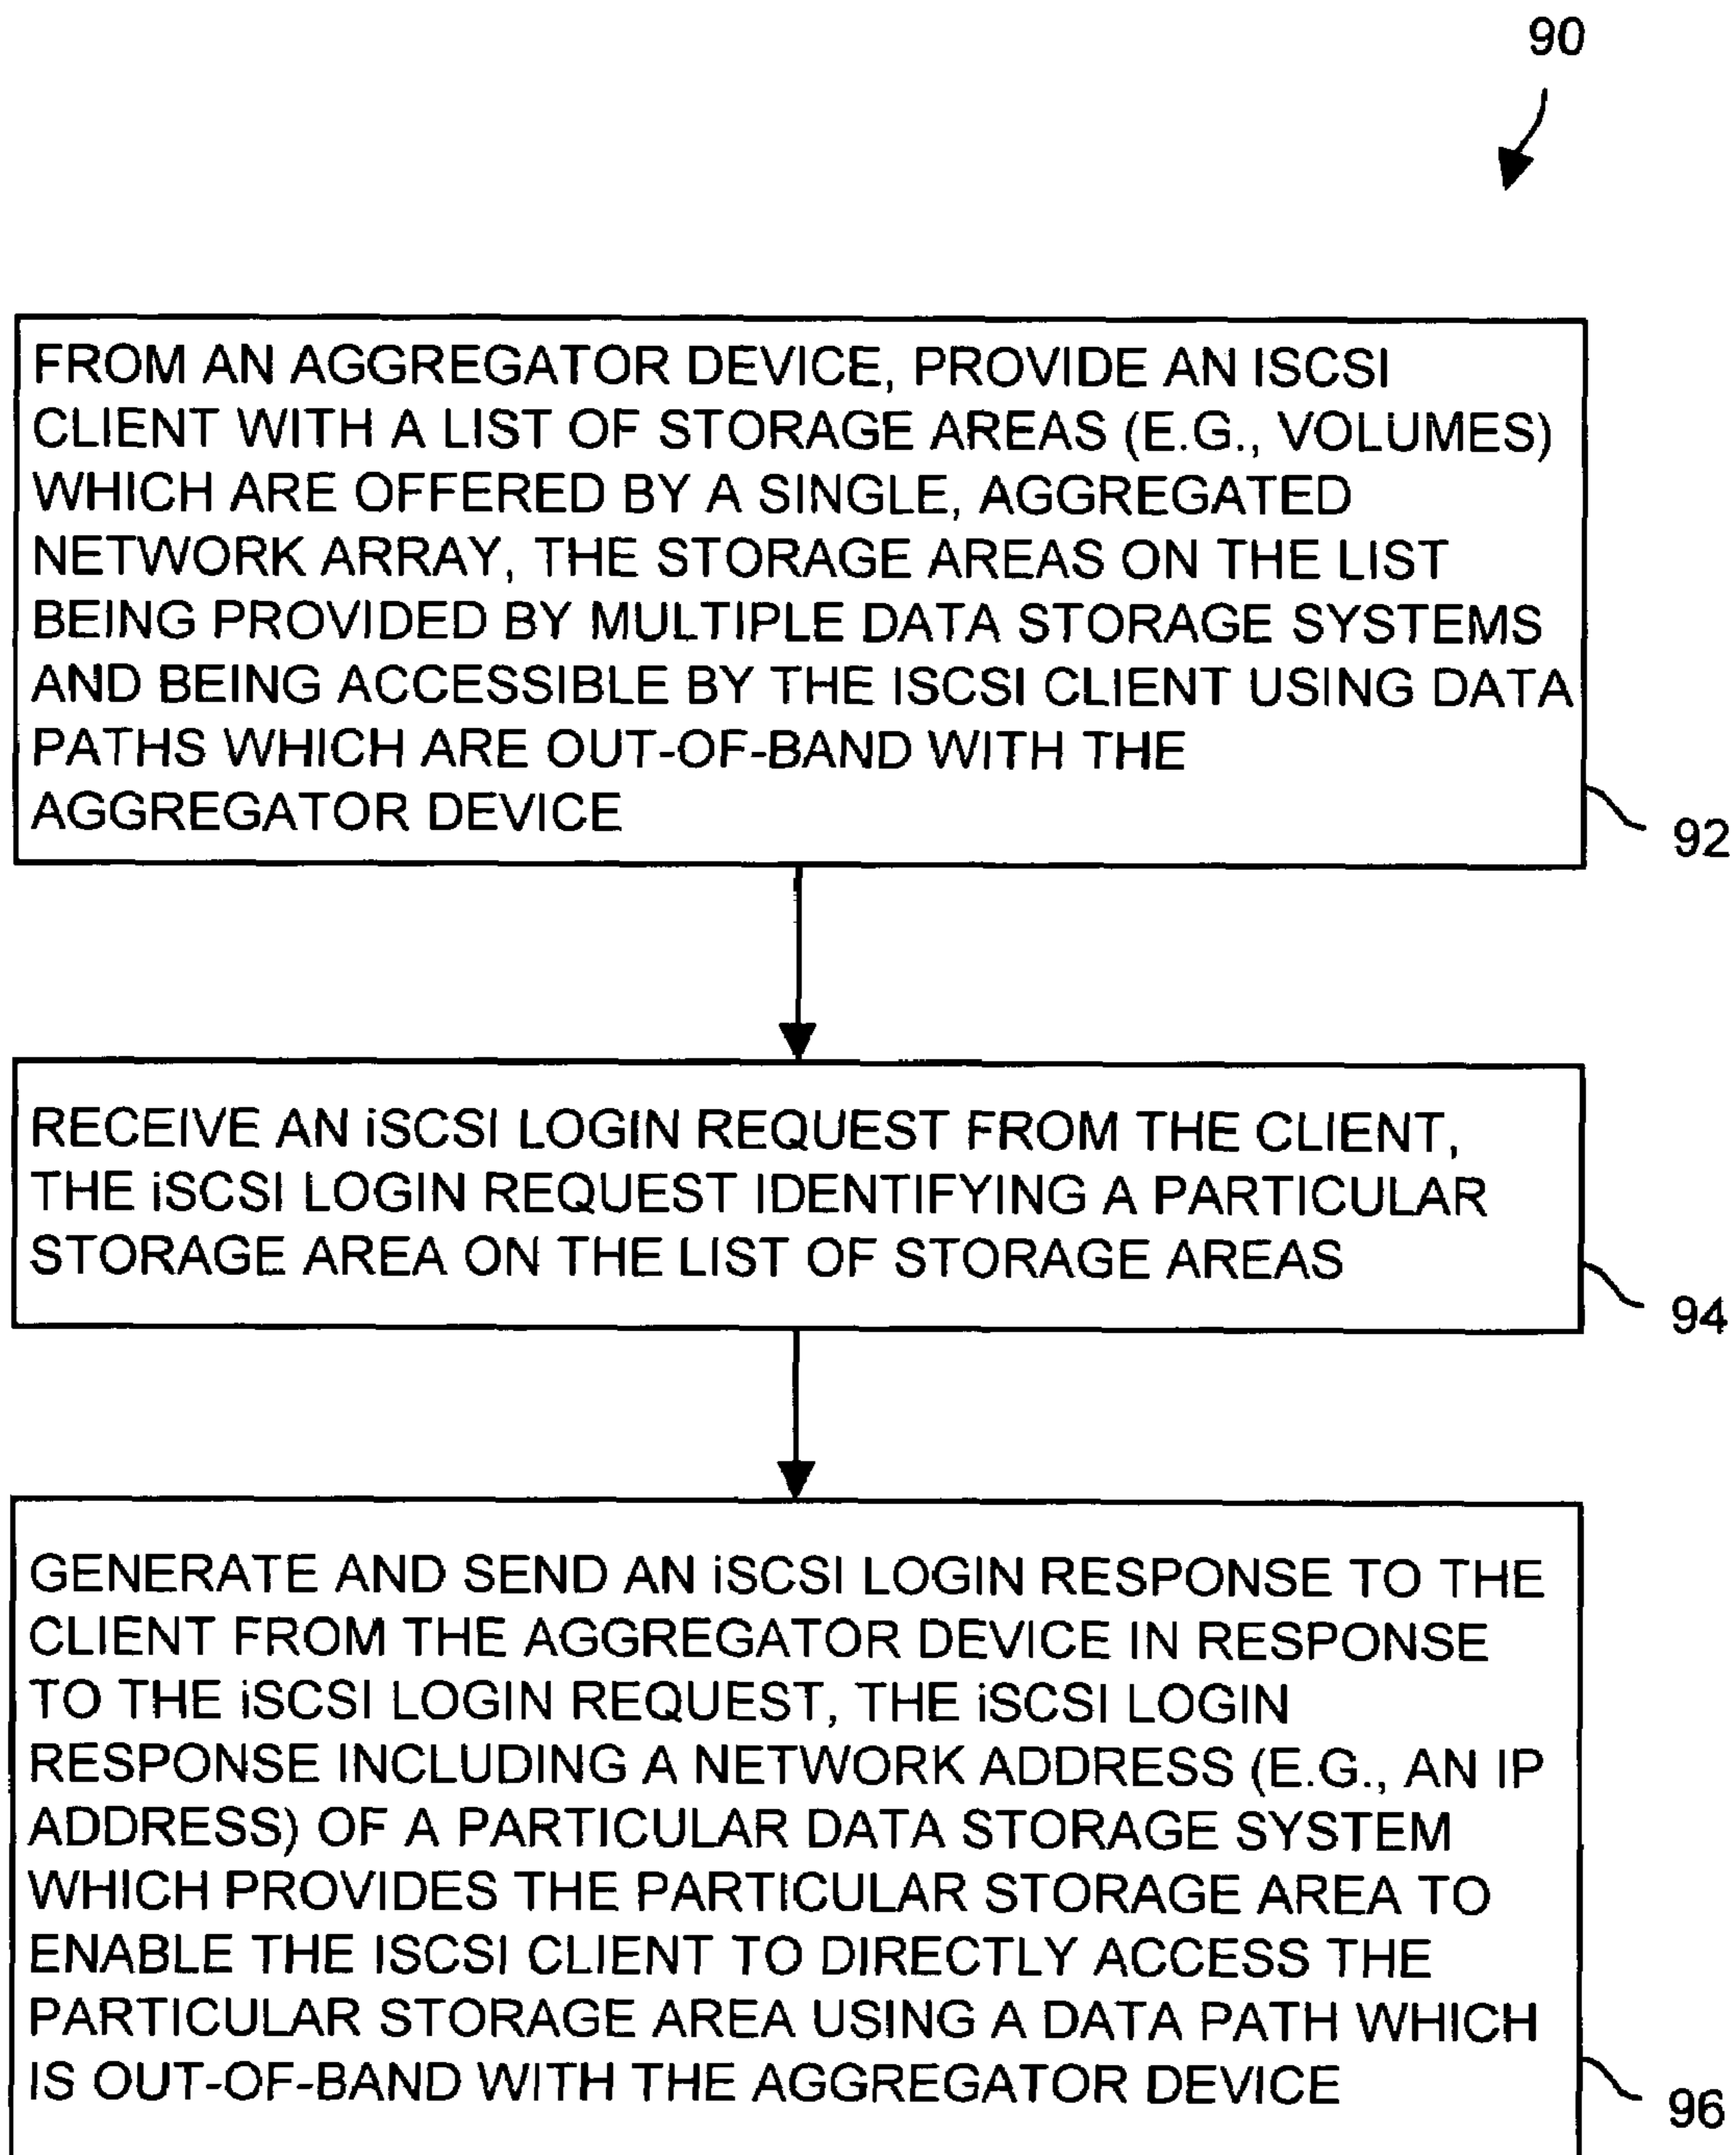 90
FROM AN AGGREGATOR DEVICE, PROVIDE AN ISCSI
CLIENT WITH A LIST OF STORAGE AREAS (E.G., VOLUMES)
WHICH ARE OFFERED BY A SINGLE, AGGREGATED
NETWORK ARRAY, THE STORAGE AREAS ON THE LIST
BEING PROVIDED BY MULTIPLE DATA STORAGE SYSTEMS
AND BEING ACCESSIBLE BY THE ISCSI CLIENT USING DATA
PATHS WHICH ARE OUT-OF-BAND WITH THE
AGGREGATOR DEVICE
92
RECEIVE AN iSCSI LOGIN REQUEST FROM THE CLIENT,
THE iSCSI LOGIN REQUEST IDENTIFYING A PARTICULAR
STORAGE AREA ON THE LIST OF STORAGE AREAS
94
GENERATE AND SEND AN iSCSI LOGIN RESPONSE TO THE
CLIENT FROM THE AGGREGATOR DEVICE IN RESPONSE
TO THE iSCSI LOGIN REQUEST, THE iSCSI LOGIN
RESPONSE INCLUDING A NETWORK ADDRESS (E.G., AN IP
ADDRESS) OF A PARTICULAR DATA STORAGE SYSTEM
WHICH PROVIDES THE PARTICULAR STORAGE AREA TO
ENABLE THE ISCSI CLIENT TO DIRECTLY ACCESS THE
PARTICULAR STORAGE AREA USING A DATA PATH WHICH
IS OUT-OF-BAND WITH THE AGGREGATOR DEVICE
96